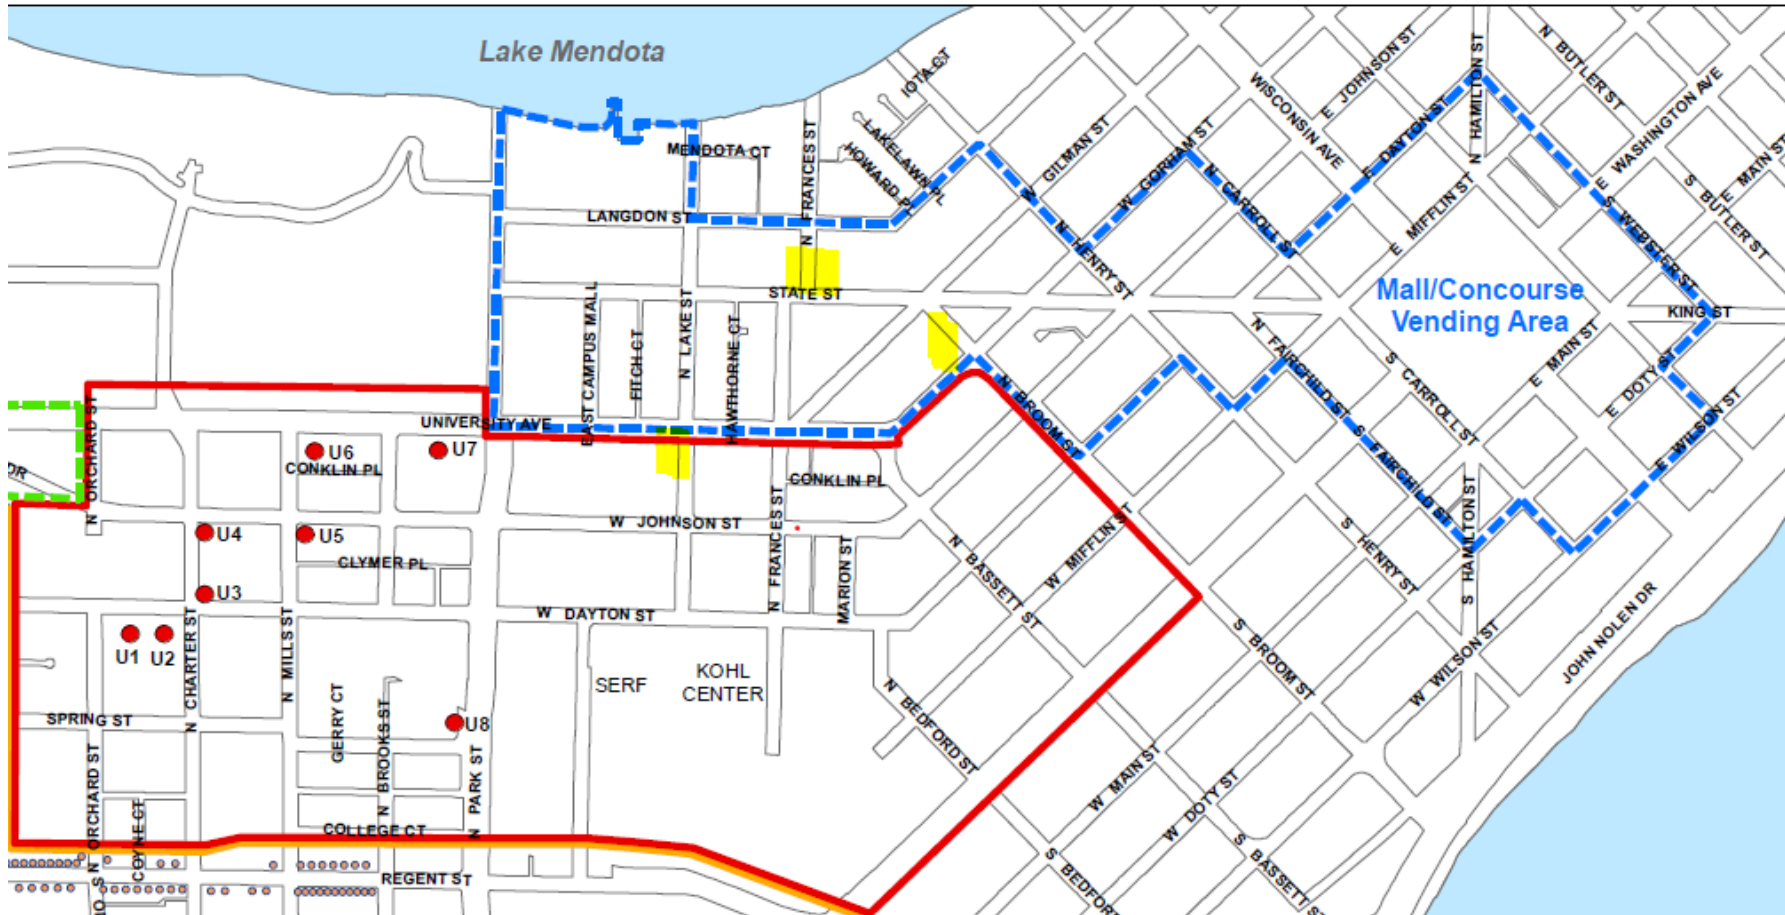 Lake Mendota
IOTA CT
N BUTLER ST
E JOHNSON ST
N HAMILTON ST
WISCONSIN AVE
E WASHINGTON AVE
E MAIN ST
S BUTLER ST
MENDOTA CT
N FRANCES ST
LAKELAWN PL
HOWARD PL
GILMAN ST
W GORHAM ST
E DAYTON ST
N CARROLL ST
E MIFFLIN ST
S WEBSTER ST
LANGDON ST
N HENRY ST
STATE ST
Mall/Concourse
Vending Area
KING ST
EAST CAMPUS MALL
FITCH CT
N LAKE ST
HAWTHORNE CT
N FAIRCHILD ST
S CARROLL ST
E MAIN ST
E DOTY ST
E WILSON ST
N BROOM ST
S FAIRCHILD ST
UNIVERSITY AVE
N ORCHARD ST
DR
U6
U7
CONKLIN PL
CONKLIN PL
W JOHNSON ST
U4
U5
CLYMER PL
U3
N FRANCES ST
MARION ST
N BASSETT ST
W MIFFLIN ST
S HENRY ST
S HAMILTON ST
W DAYTON ST
U1
U2
N CHARTER ST
N MILLS ST
SERF
KOHL
CENTER
S BROOM ST
W WILSON ST
JOHN NOLEN DR
SPRING ST
GERRY CT
N BROOKS ST
U8
N PARK ST
N BEDFORD ST
W MAIN ST
W DOTY ST
N ORCHARD ST
COYNE CT
COLLEGE CT
REGENT ST
S BEDFORD
S BASSETT ST